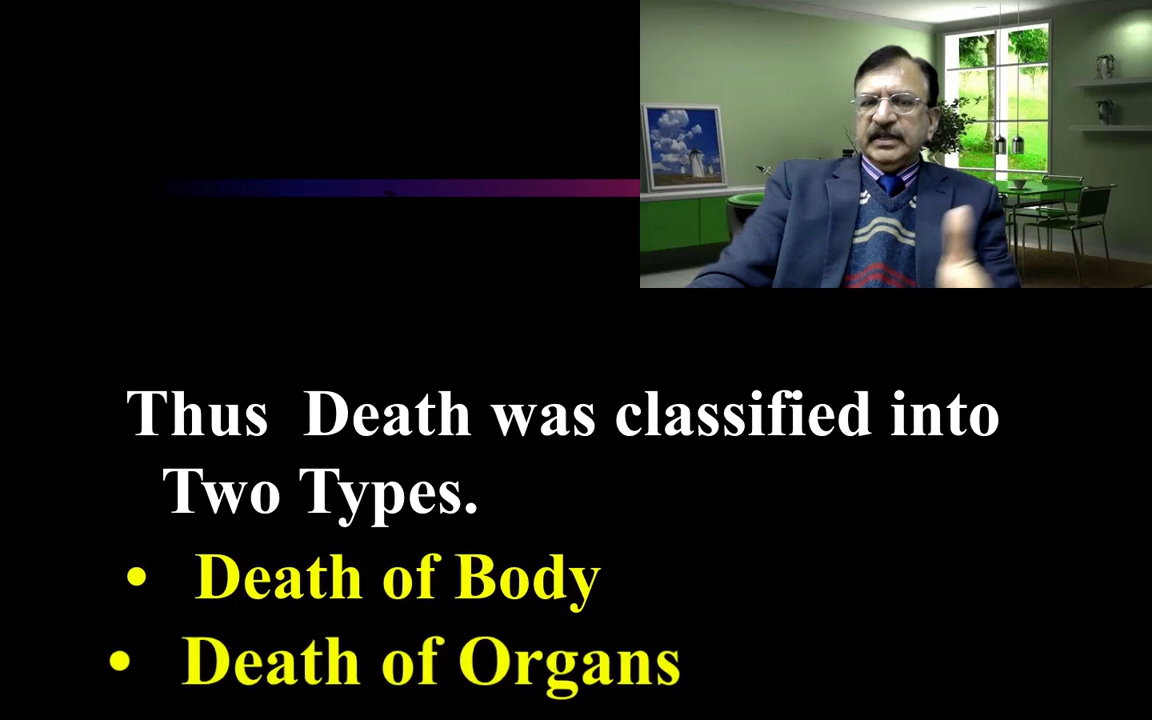 Thus Death was classified into
Two Types.
• Death of Body
• Death of Organs